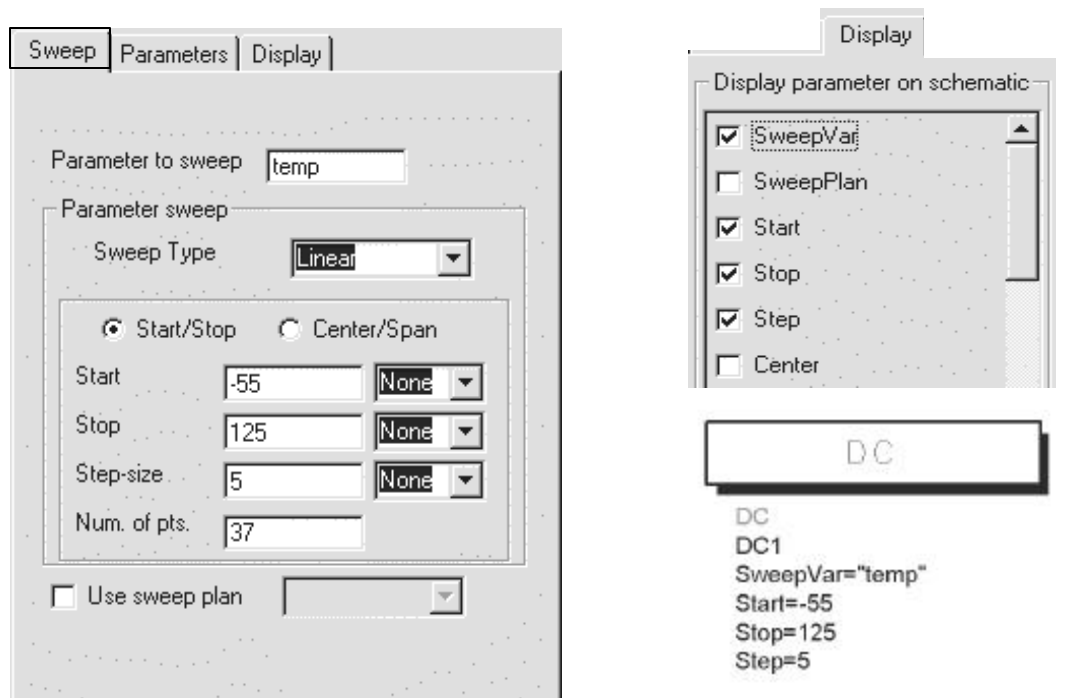 Sweep Parameters Display
Parameter to sweep temp
Parameter sweep
Sweep Type Linear
Start/Stop Center/Span
Start -55 None
Stop 125 None
Step-size 5 None
Num. of pts. 37
Use sweep plan
Display
Display parameter on schematic
SweepVar
SweepPlan
Start
Stop
Step
Center
DC
DC
DC1
SweepVar="temp"
Start=-55
Stop=125
Step=5